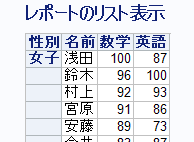 レポートのリスト表示
性別 名前 数学 英語
女子 浅田 100 87
鈴木 96 100
村上 92 93
宮原 91 86
安藤 89 73